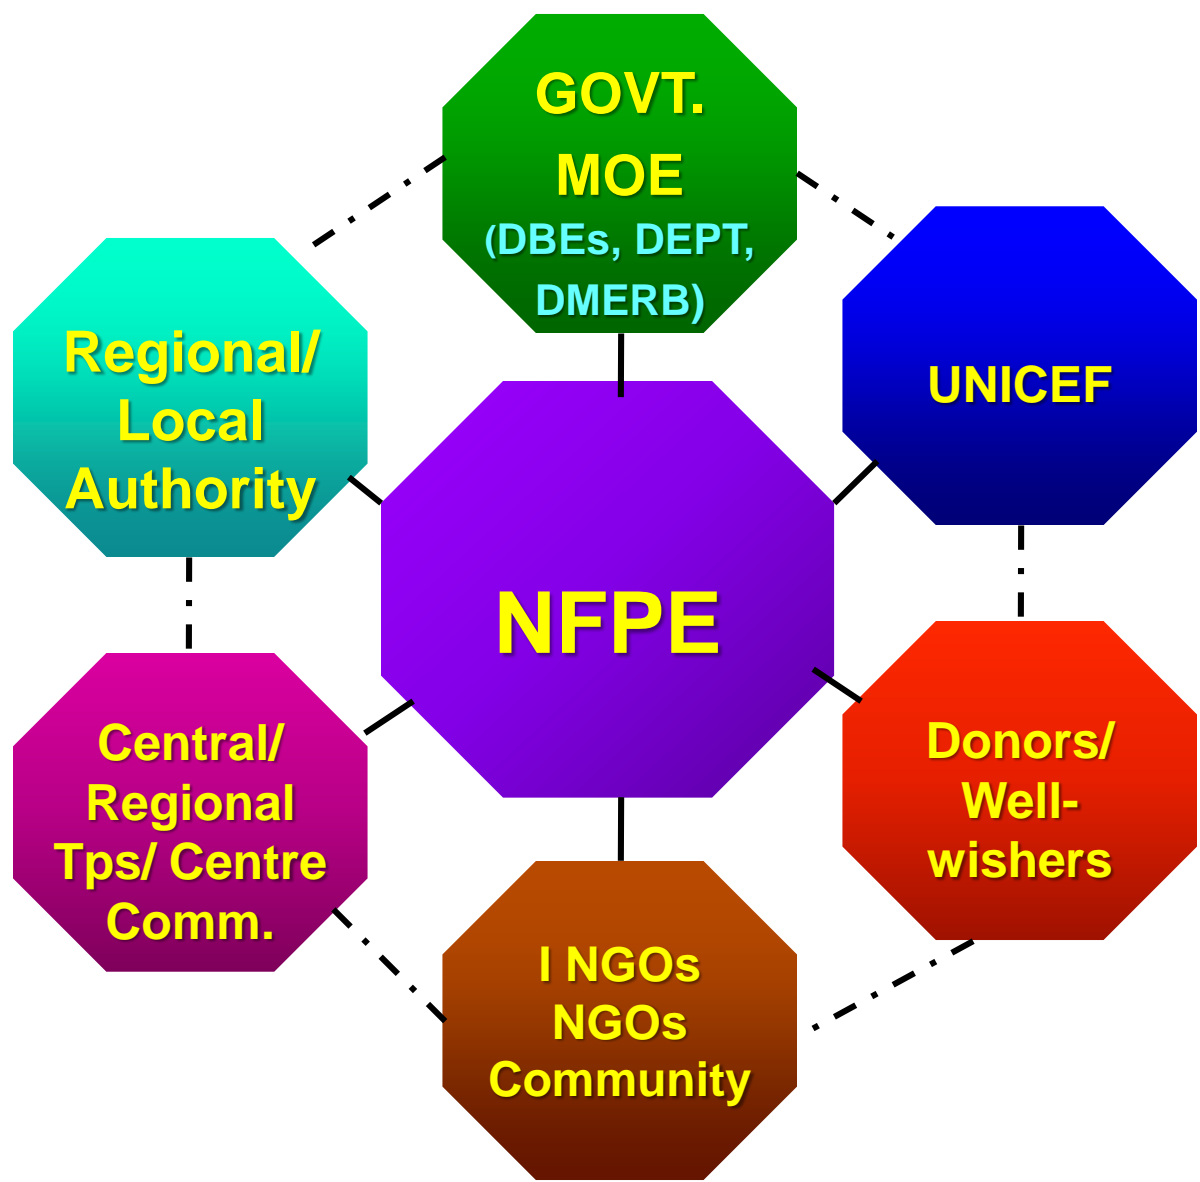 GOVT.
MOE
(DBEs, DEPT,
DMERB)
Regional/
Local
Authority
UNICEF
NFPE
Central/
Regional
Tps/ Centre
Comm.
Donors/
Well-
wishers
I NGOs
NGOs
Community